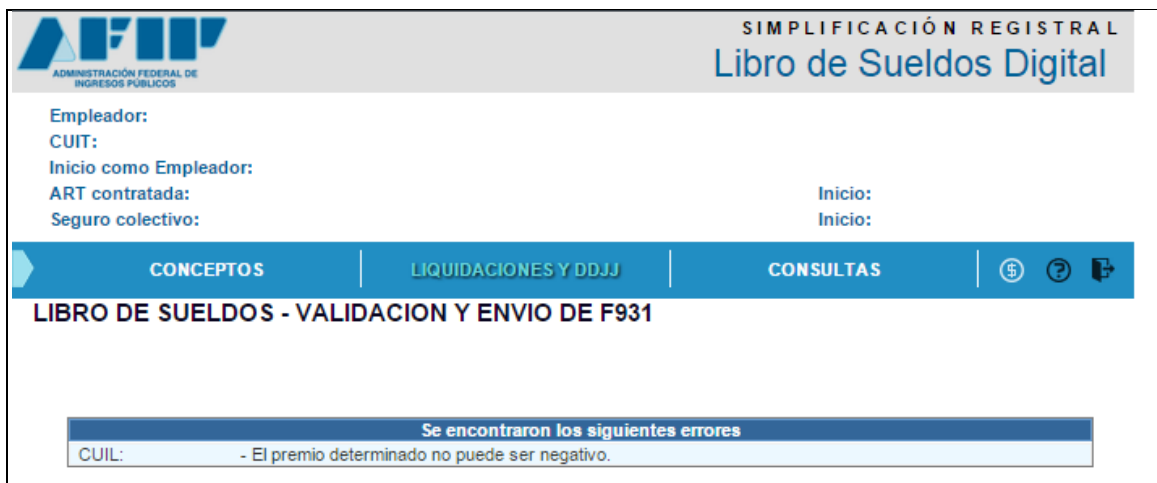 AFIP
ADMINISTRACIÓN FEDERAL DE
INGRESOS PÚBLICOS
SIMPLIFICACIÓN REGISTRAL
Libro de Sueldos Digital
Empleador:
CUIT:
Inicio como Empleador:
ART contratada: Inicio:
Seguro colectivo: Inicio:
CONCEPTOS LIQUIDACIONES Y DDJJ CONSULTAS $ ?
LIBRO DE SUELDOS - VALIDACION Y ENVIO DE F931
Se encontraron los siguientes errores
CUIL: - El premio determinado no puede ser negativo.